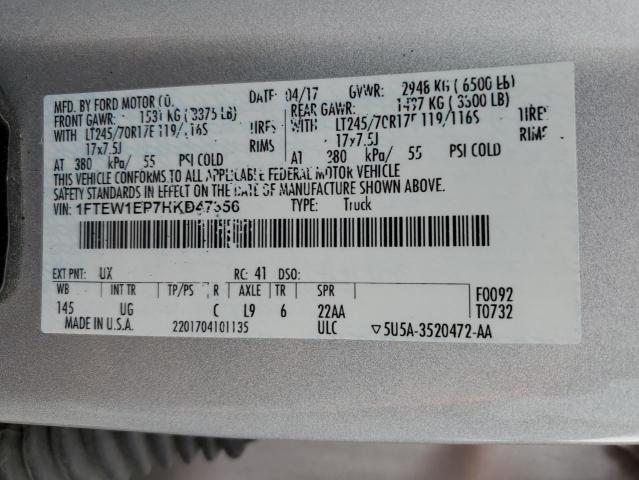 MFD. BY FORD MOTOR CO.
DATE: 04/17 GVWR: 2948 KG ( 6500 LB)
FRONT GAWR: 1531 KG ( 3375 LB) REAR GAWR: KG ( LB)
WITH LT245/70R17E 119/116S TIRES WITH LT245/70R17E 119/116S TIRES
17x7.5J RIMS 17x7.5J RIMS
AT 380 kPa/ 55 PSI COLD AT 380 kPa/ 55 PSI COLD
THIS VEHICLE CONFORMS TO ALL APPLICABLE FEDERAL MOTOR VEHICLE
SAFETY STANDARDS IN EFFECT ON THE DATE OF MANUFACTURE SHOWN ABOVE.
VIN: TYPE: Truck
EXT PNT: UX RC: 41 DSO:
WB INT TR TP/PS R AXLE TR SPR F0092
145 UG C L9 6 22AA T0732
MADE IN U.S.A. 2201704101135 ULC ▽5U5A-3520472-AA